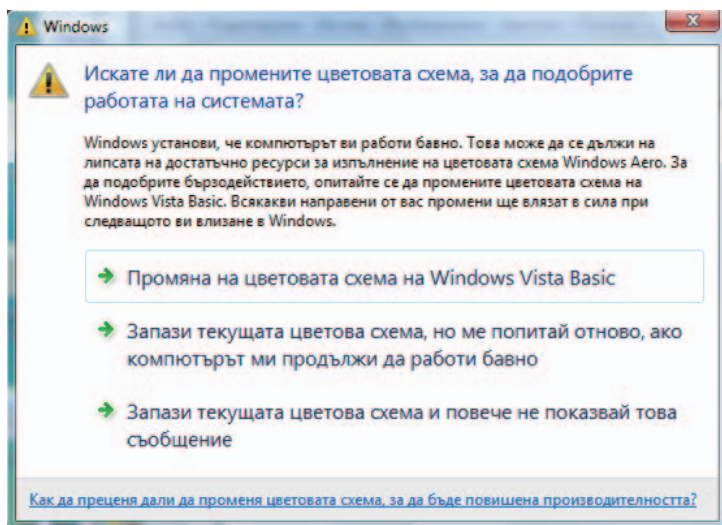 Windows
Искате ли да промените цветовата схема, за да подобрите
работата на системата?
Windows установи, че компютърът ви работи бавно. Това може да се дължи на
липсата на достатъчно ресурси за изпълнение на цветовата схема Windows Aero. За
да подобрите бързодействието, опитайте се да промените цветовата схема на
Windows Vista Basic. Всякакви направени от вас промени ще влязат в сила при
следващото ви влизане в Windows.
Промяна на цветовата схема на Windows Vista Basic
Запази текущата цветова схема, но ме попитай отново, ако
компютърът ми продължи да работи бавно
Запази текущата цветова схема и повече не показвай това
съобщение
Как да преценя дали да променя цветовата схема, за да бъде повишена производителността?